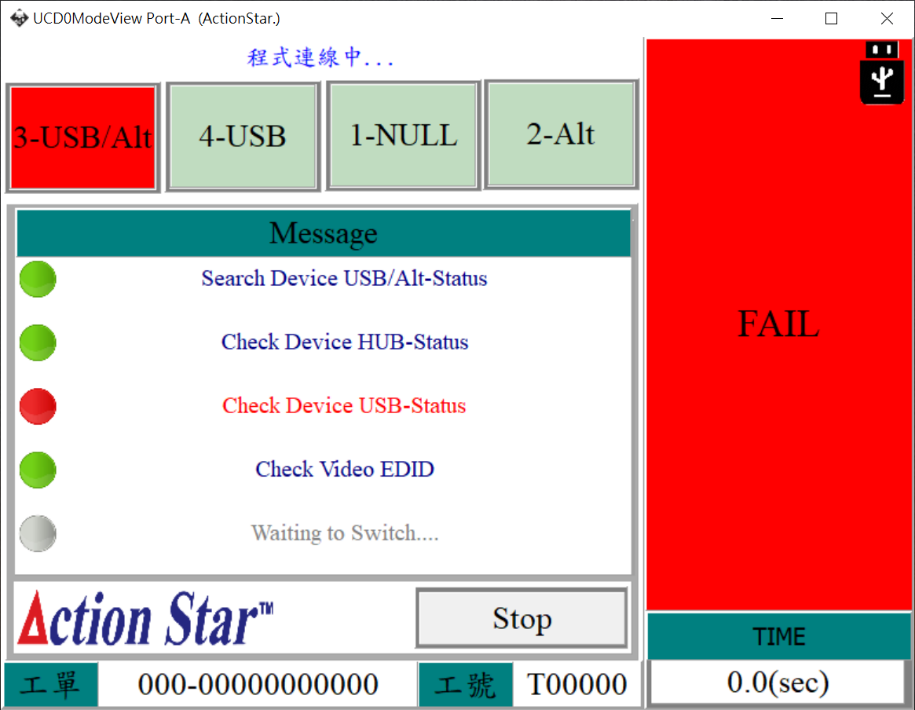 UCD0ModeView Port-A (ActionStar.)
程式連線中...
3-USB/Alt
4-USB
1-NULL
2-Alt
Message
Search Device USB/Alt-Status
Check Device HUB-Status
Check Device USB-Status
Check Video EDID
Waiting to Switch....
Action Star™
Stop
工單
000-00000000000
工號
T00000
FAIL
TIME
0.0(sec)